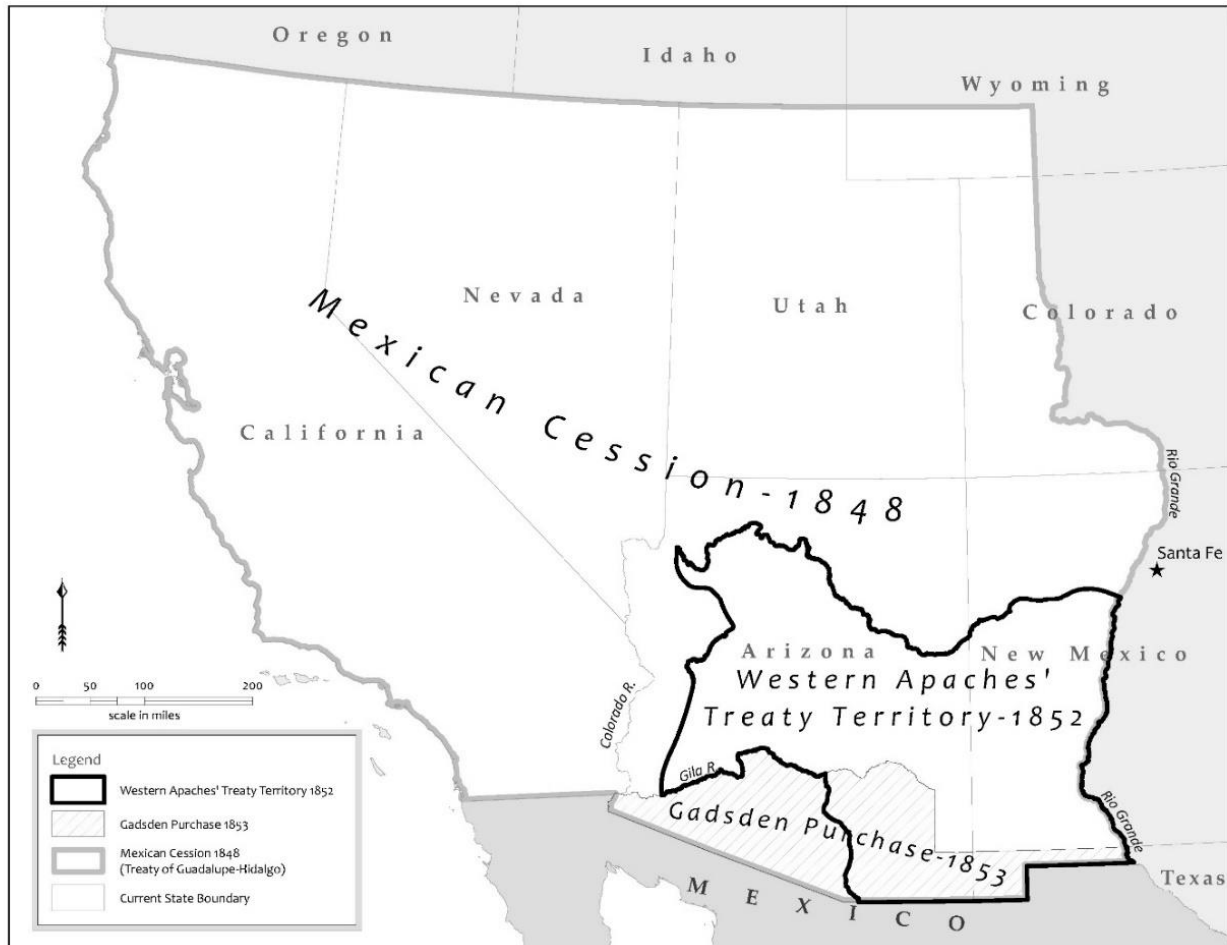 Oregon
Idaho
Wyoming
Nevada
Utah
Colorado
Mexican Cession-1848
California
Rio Grande
Santa Fe
Arizona
New Mexico
Western Apaches'
Treaty Territory-1852
0 50 100 200
scale in miles
Colorado R.
Gila R.
Gadsden Purchase-1853
Rio Grande
Texas
MEXICO
Legend
Western Apaches' Treaty Territory 1852
Gadsden Purchase 1853
Mexican Cession 1848
(Treaty of Guadalupe-Hidalgo)
Current State Boundary